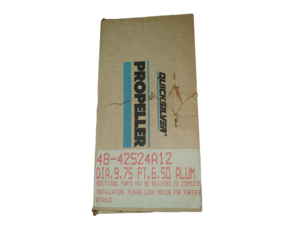 QUICKSILVER®
PROPELLER
48-42524A12
DIA.9.75 PT.6.50 ALUM
ADDITIONAL PARTS MAY BE REQUIRED TO COMPLETE
INSTALLATION. PLEASE LOOK INSIDE FOR FURTHER
DETAILS